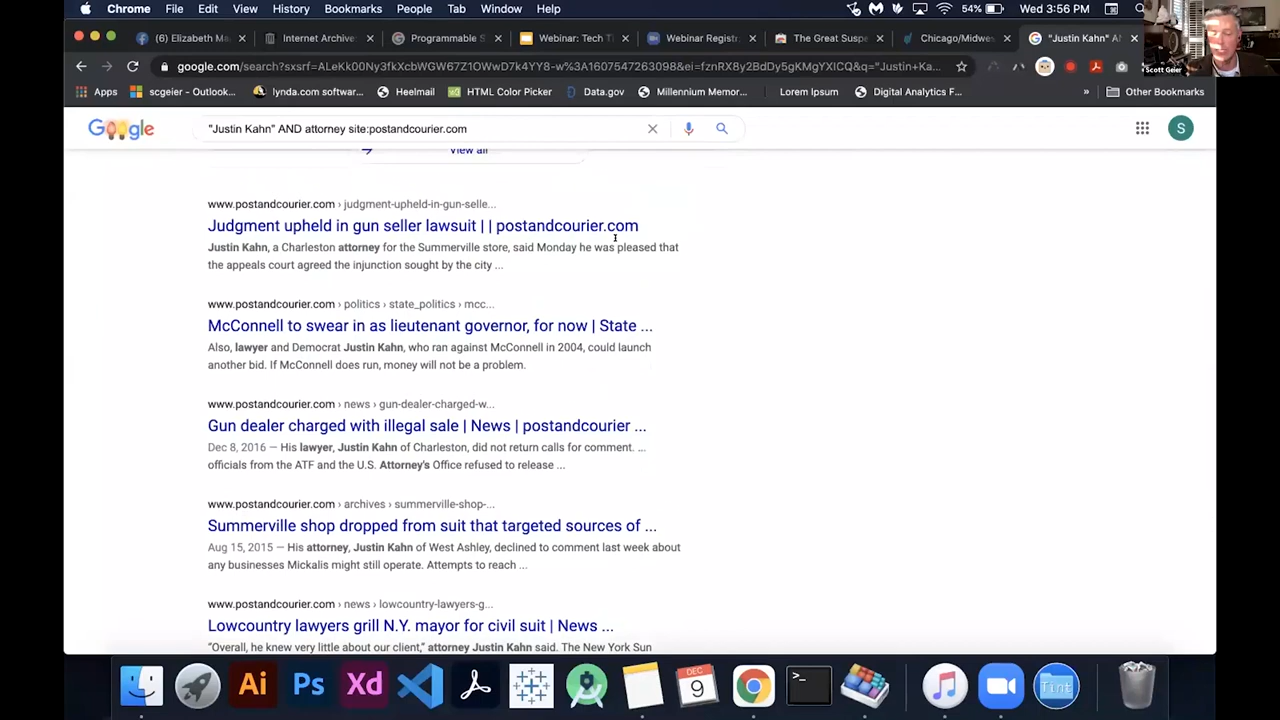 Chrome File Edit View History Bookmarks People Tab Window Help 54% Wed 3:56 PM
(6) Elizabeth Ma Internet Archive Programmable S Webinar: Tech T Webinar Registr The Great Suspe Chicago/Midwes "Justin Kahn" A
google.com/search?sxsrf=ALeKk00Ny3fkXcbWGW67Z1OwWD7k4YY8-w%3A1607547263098&ei=fznRX8y2BdDy5gKMgYXICQ&q="Justin+Ka...
Scott Geier
Apps scgeier – Outlook... lynda.com softwar... Heelmail HTML Color Picker Data.gov Millennium Memor... Lorem Ipsum Digital Analytics F... » Other Bookmarks
Google "Justin Kahn" AND attorney site:postandcourier.com S
View all
www.postandcourier.com › judgment-upheld-in-gun-selle...
Judgment upheld in gun seller lawsuit | | postandcourier.com
Justin Kahn, a Charleston attorney for the Summerville store, said Monday he was pleased that
the appeals court agreed the injunction sought by the city ...
www.postandcourier.com › politics › state_politics › mcc...
McConnell to swear in as lieutenant governor, for now | State ...
Also, lawyer and Democrat Justin Kahn, who ran against McConnell in 2004, could launch
another bid. If McConnell does run, money will not be a problem.
www.postandcourier.com › news › gun-dealer-charged-w...
Gun dealer charged with illegal sale | News | postandcourier ...
Dec 8, 2016 — His lawyer, Justin Kahn of Charleston, did not return calls for comment. ...
officials from the ATF and the U.S. Attorney's Office refused to release ...
www.postandcourier.com › archives › summerville-shop-...
Summerville shop dropped from suit that targeted sources of ...
Aug 15, 2015 — His attorney, Justin Kahn of West Ashley, declined to comment last week about
any businesses Mickalis might still operate. Attempts to reach ...
www.postandcourier.com › news › lowcountry-lawyers-g...
Lowcountry lawyers grill N.Y. mayor for civil suit | News ...
"Overall, he knew very little about our client," attorney Justin Kahn said. The New York Sun
Ai Ps Xd DEC 9 >_ Tint